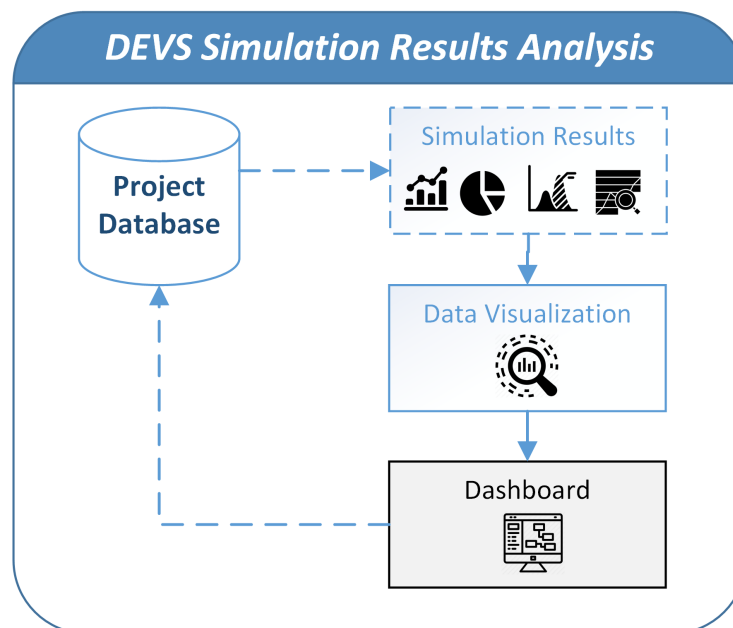 DEVS Simulation Results Analysis
Project
Database
Simulation Results
Data Visualization
Dashboard